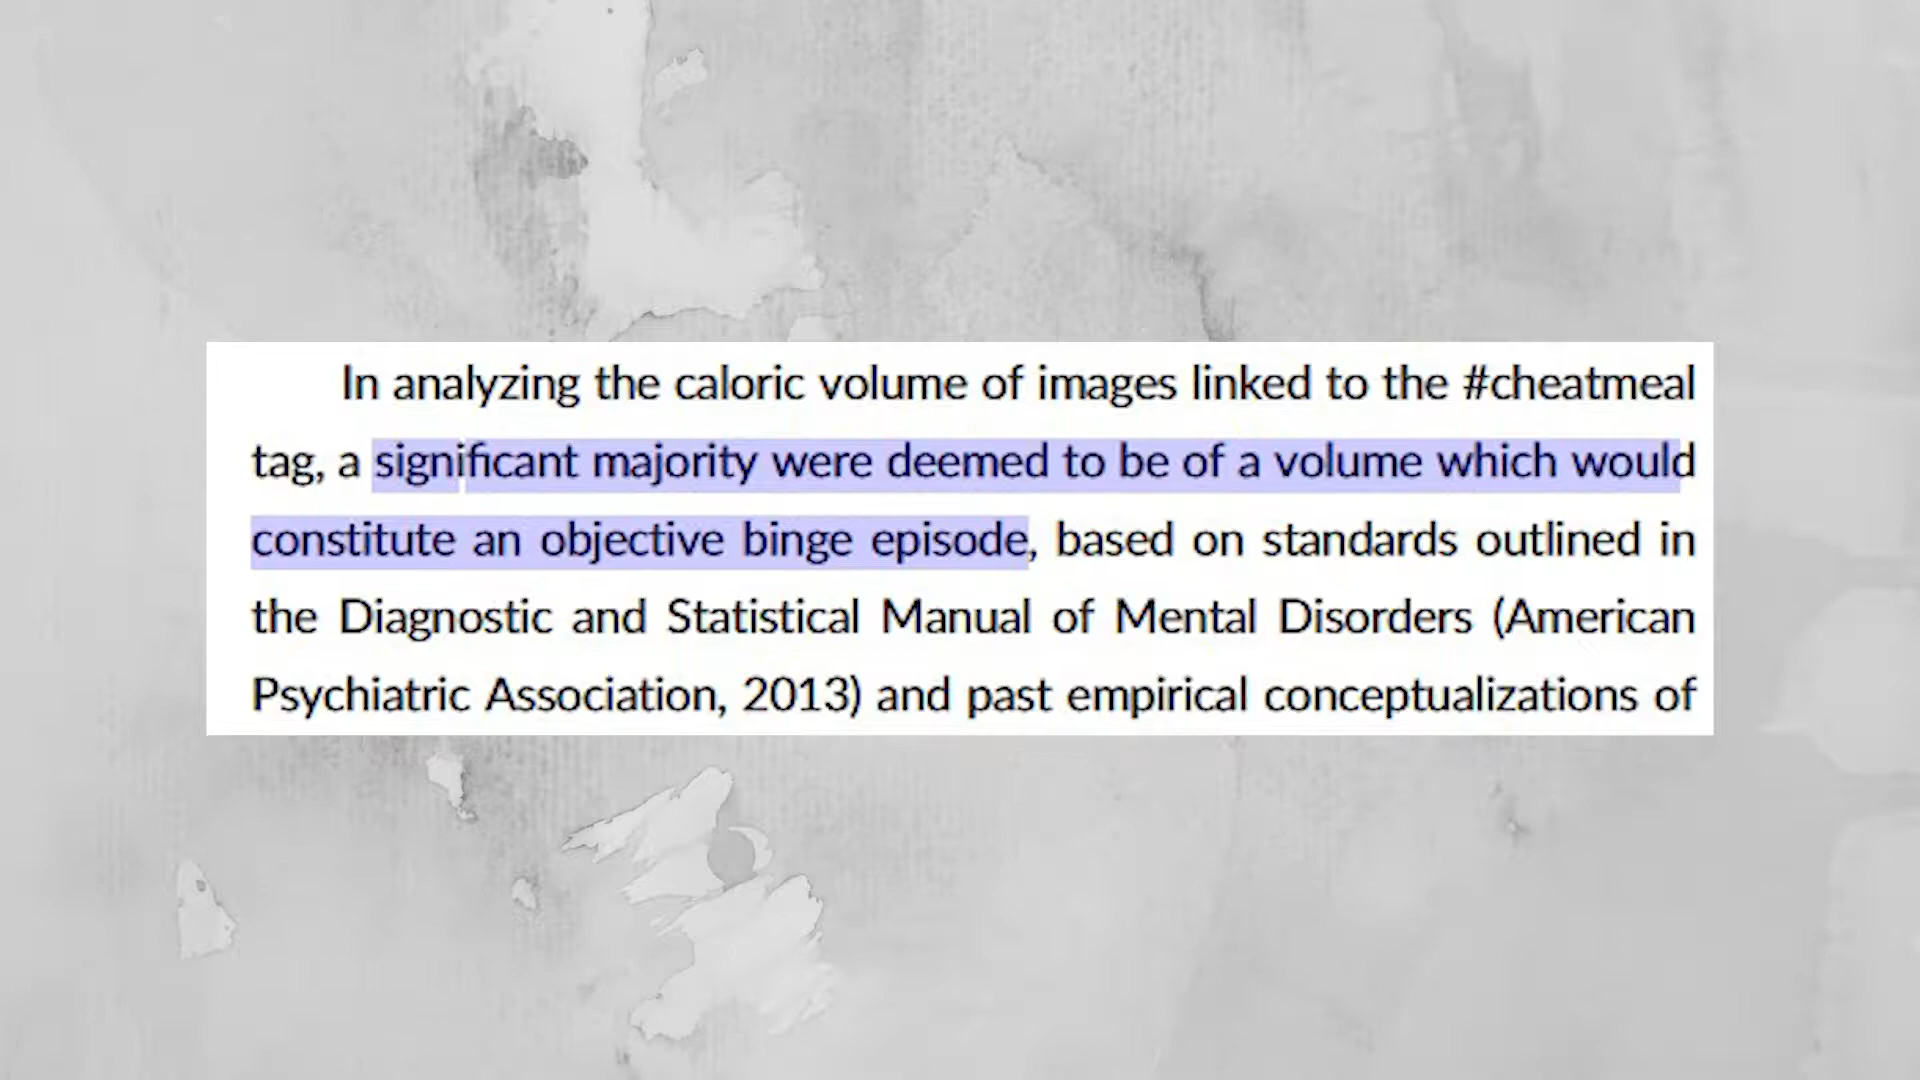 In analyzing the caloric volume of images linked to the #cheatmeal
tag, a significant majority were deemed to be of a volume which would
constitute an objective binge episode, based on standards outlined in
the Diagnostic and Statistical Manual of Mental Disorders (American
Psychiatric Association, 2013) and past empirical conceptualizations of